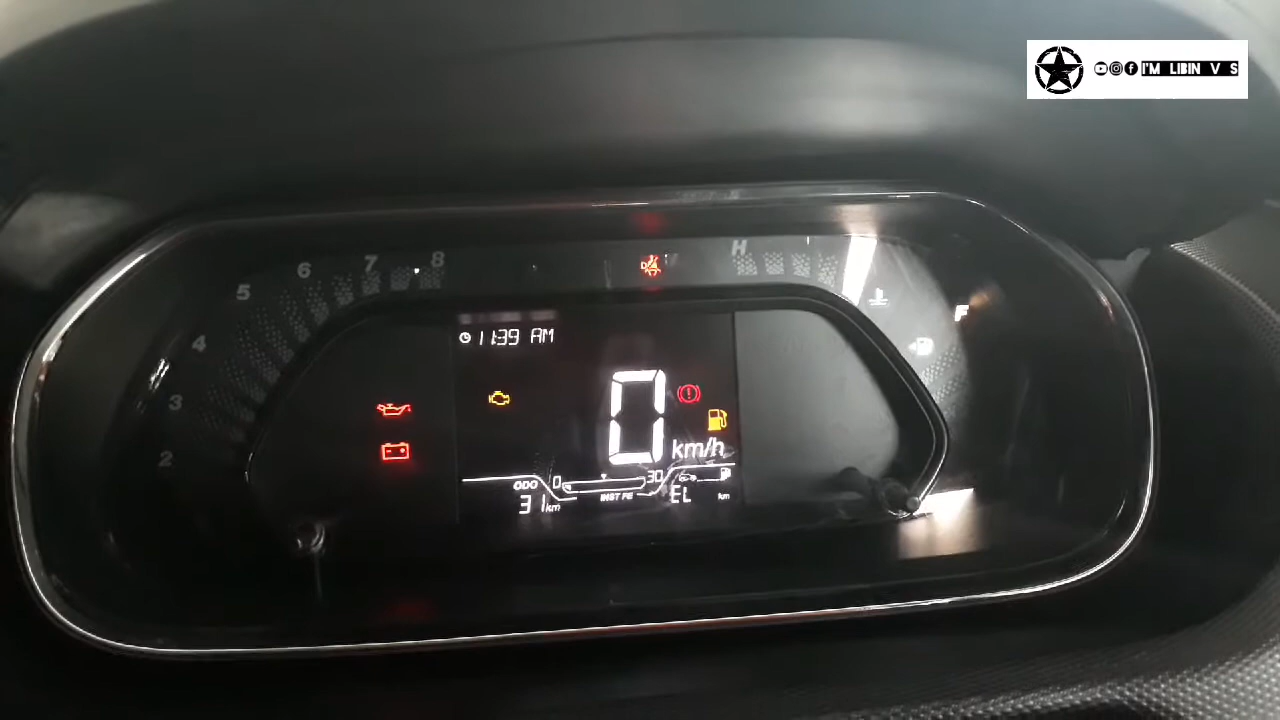 I'M LIBIN V S
H
6 7 8
5
4
3
2
F
11:39 AM
0
km/h
ODO 0 30
INST FE
31 km EL km